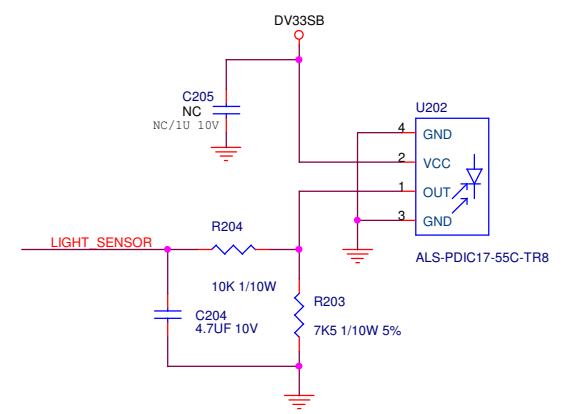 DV33SB
C205
NC
NC/1U 10V
U202
4 GND
2 VCC
1 OUT
3 GND
ALS-PDIC17-55C-TR8
LIGHT_SENSOR
R204
10K 1/10W
C204
4.7UF 10V
R203
7K5 1/10W 5%